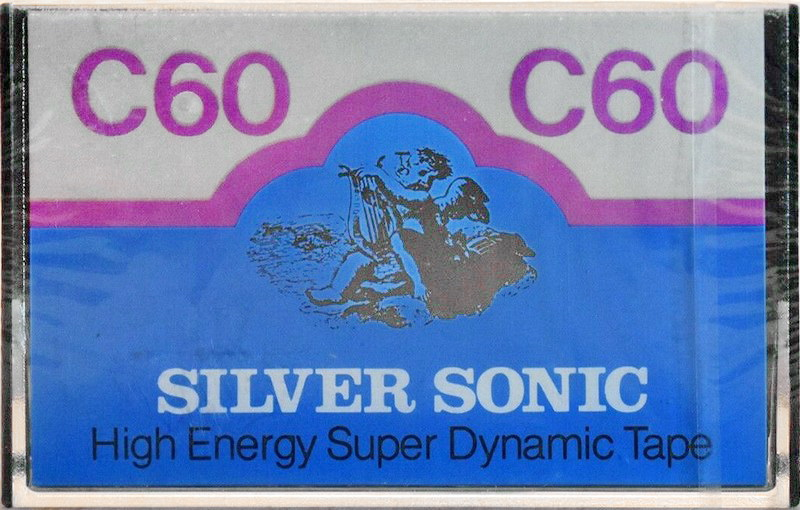 C60 C60
SILVER SONIC
High Energy Super Dynamic Tape